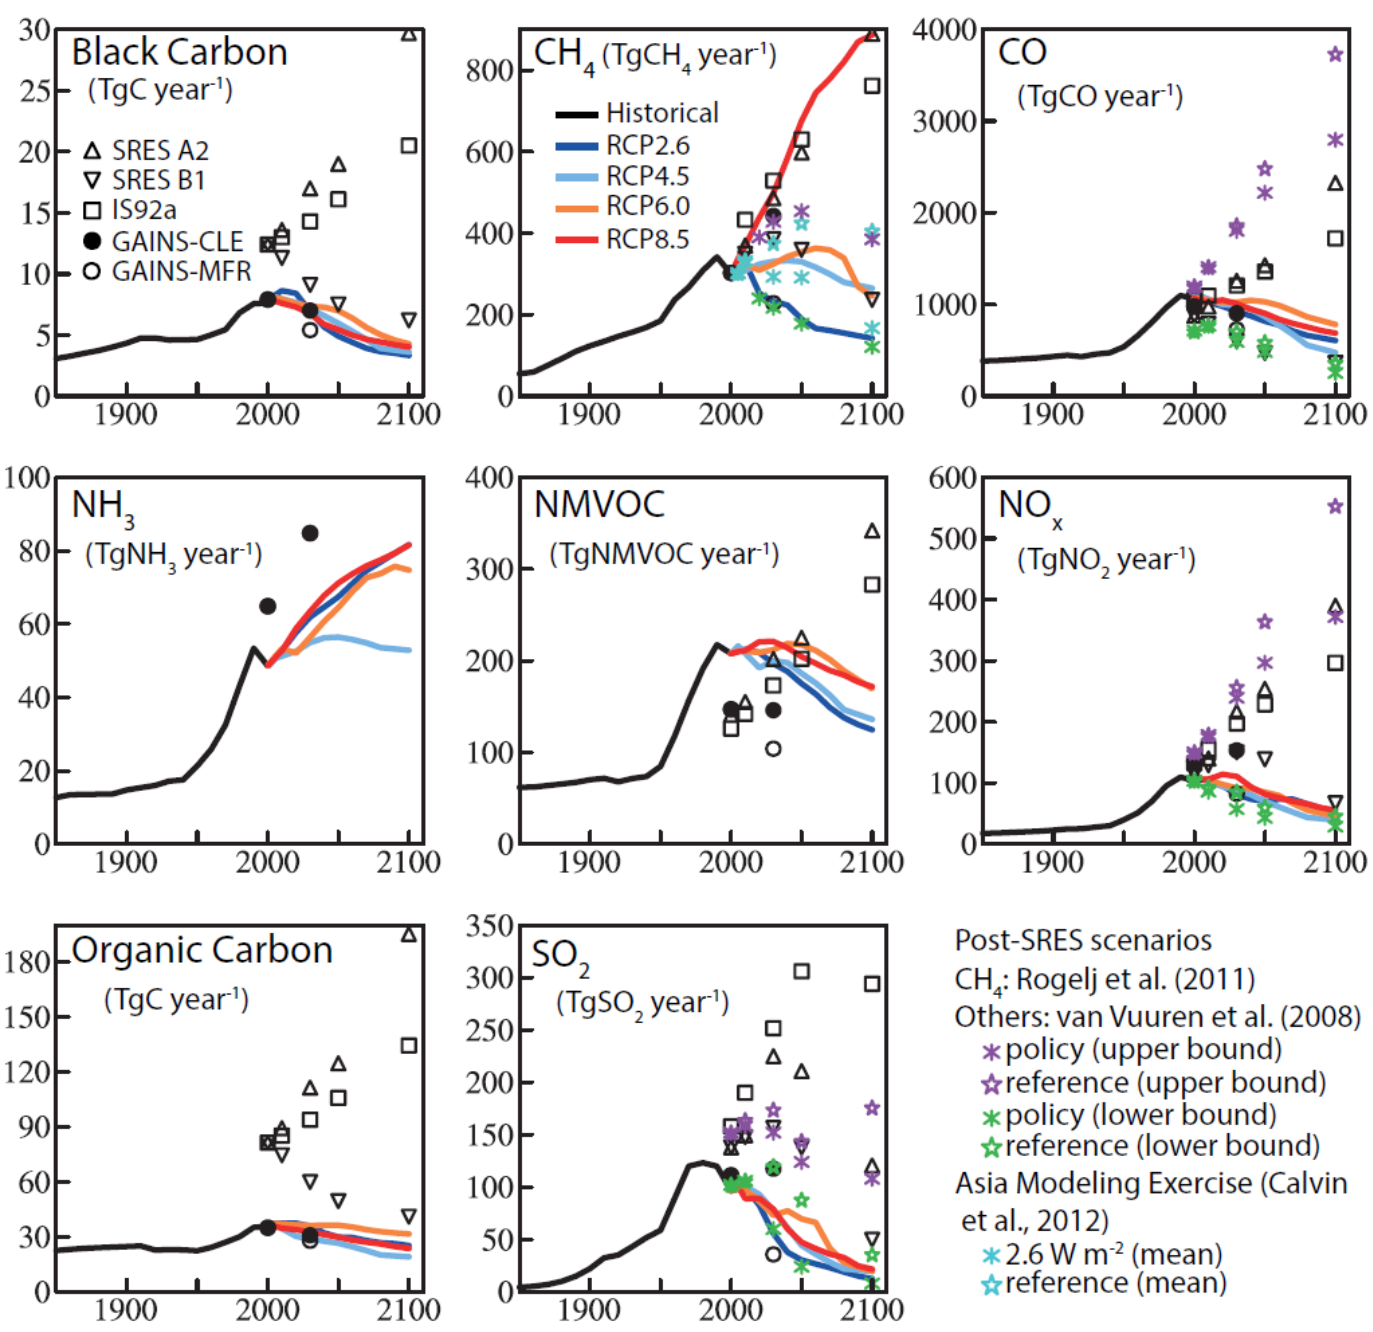 Black Carbon
(TgC year⁻¹)
30
25
20
15
10
5
0
1900 2000 2100
SRES A2
SRES B1
IS92a
GAINS-CLE
GAINS-MFR
CH₄ (TgCH₄ year⁻¹)
800
600
400
200
0
1900 2000 2100
Historical
RCP2.6
RCP4.5
RCP6.0
RCP8.5
CO
(TgCO year⁻¹)
4000
3000
2000
1000
0
1900 2000 2100
NH₃
(TgNH₃ year⁻¹)
100
80
60
40
20
0
1900 2000 2100
NMVOC
(TgNMVOC year⁻¹)
400
300
200
100
0
1900 2000 2100
NOₓ
(TgNO₂ year⁻¹)
600
500
400
300
200
100
0
1900 2000 2100
Organic Carbon
(TgC year⁻¹)
180
150
120
90
60
30
0
1900 2000 2100
SO₂
(TgSO₂ year⁻¹)
350
300
250
200
150
100
50
0
1900 2000 2100
Post-SRES scenarios
CH₄: Rogelj et al. (2011)
Others: van Vuuren et al. (2008)
policy (upper bound)
reference (upper bound)
policy (lower bound)
reference (lower bound)
Asia Modeling Exercise (Calvin
et al., 2012)
2.6 W m⁻² (mean)
reference (mean)